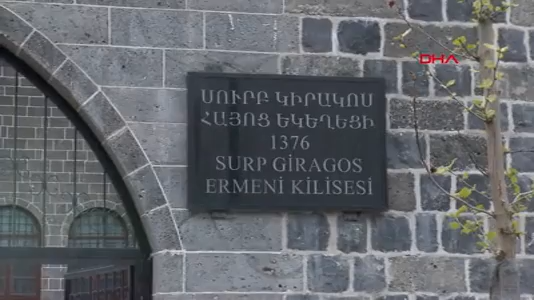 DHA
ՍՈՒՐԲ ԿԻՐԱԿՈՍ
ՀԱՅՈՑ ԵԿԵՂԵՑԻ
1376
SURP GİRAGOS
ERMENİ KİLİSESİ